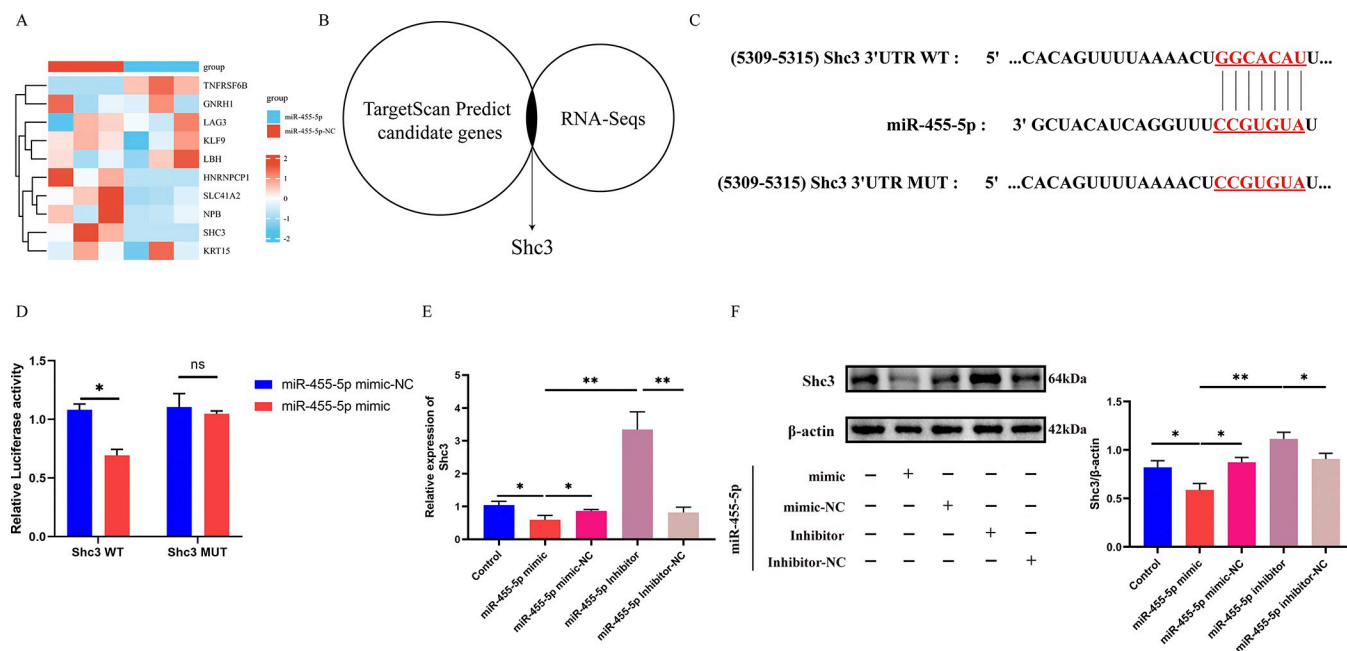 A
group
TNFRSF6B
GNRH1
LAG3
KLF9
LBH
HNRNPCP1
SLC41A2
NPB
SHC3
KRT15
group
miR-455-5p
miR-455-5p-NC
2
1
0
-1
-2
B
TargetScan Predict
candidate genes
RNA-Seqs
Shc3
C
(5309-5315) Shc3 3'UTR WT : 5' ...CACAGUUUUAAAACUGGCACAUU...
miR-455-5p : 3' GCUACAUCAGGUUUCCGUGUAU
(5309-5315) Shc3 3'UTR MUT : 5' ...CACAGUUUUAAAACUCCGUGUAU...
D
Relative Luciferase activity
1.5
1.0
0.5
0.0
*
ns
Shc3 WT
Shc3 MUT
miR-455-5p mimic-NC
miR-455-5p mimic
E
Relative expression of
Shc3
5
4
3
2
1
0
** **
* *
Control
miR-455-5p mimic
miR-455-5p mimic-NC
miR-455-5p Inhibitor
miR-455-5p Inhibitor-NC
F
Shc3
64kDa
β-actin
42kDa
miR-455-5p
mimic − + − − −
mimic-NC − − + − −
Inhibitor − − − + −
Inhibitor-NC − − − − +
Shc3/β-actin
1.5
1.0
0.5
0.0
** *
* *
Control
miR-455-5p mimic
miR-455-5p mimic-NC
miR-455-5p inhibitor
miR-455-5p inhibitor-NC